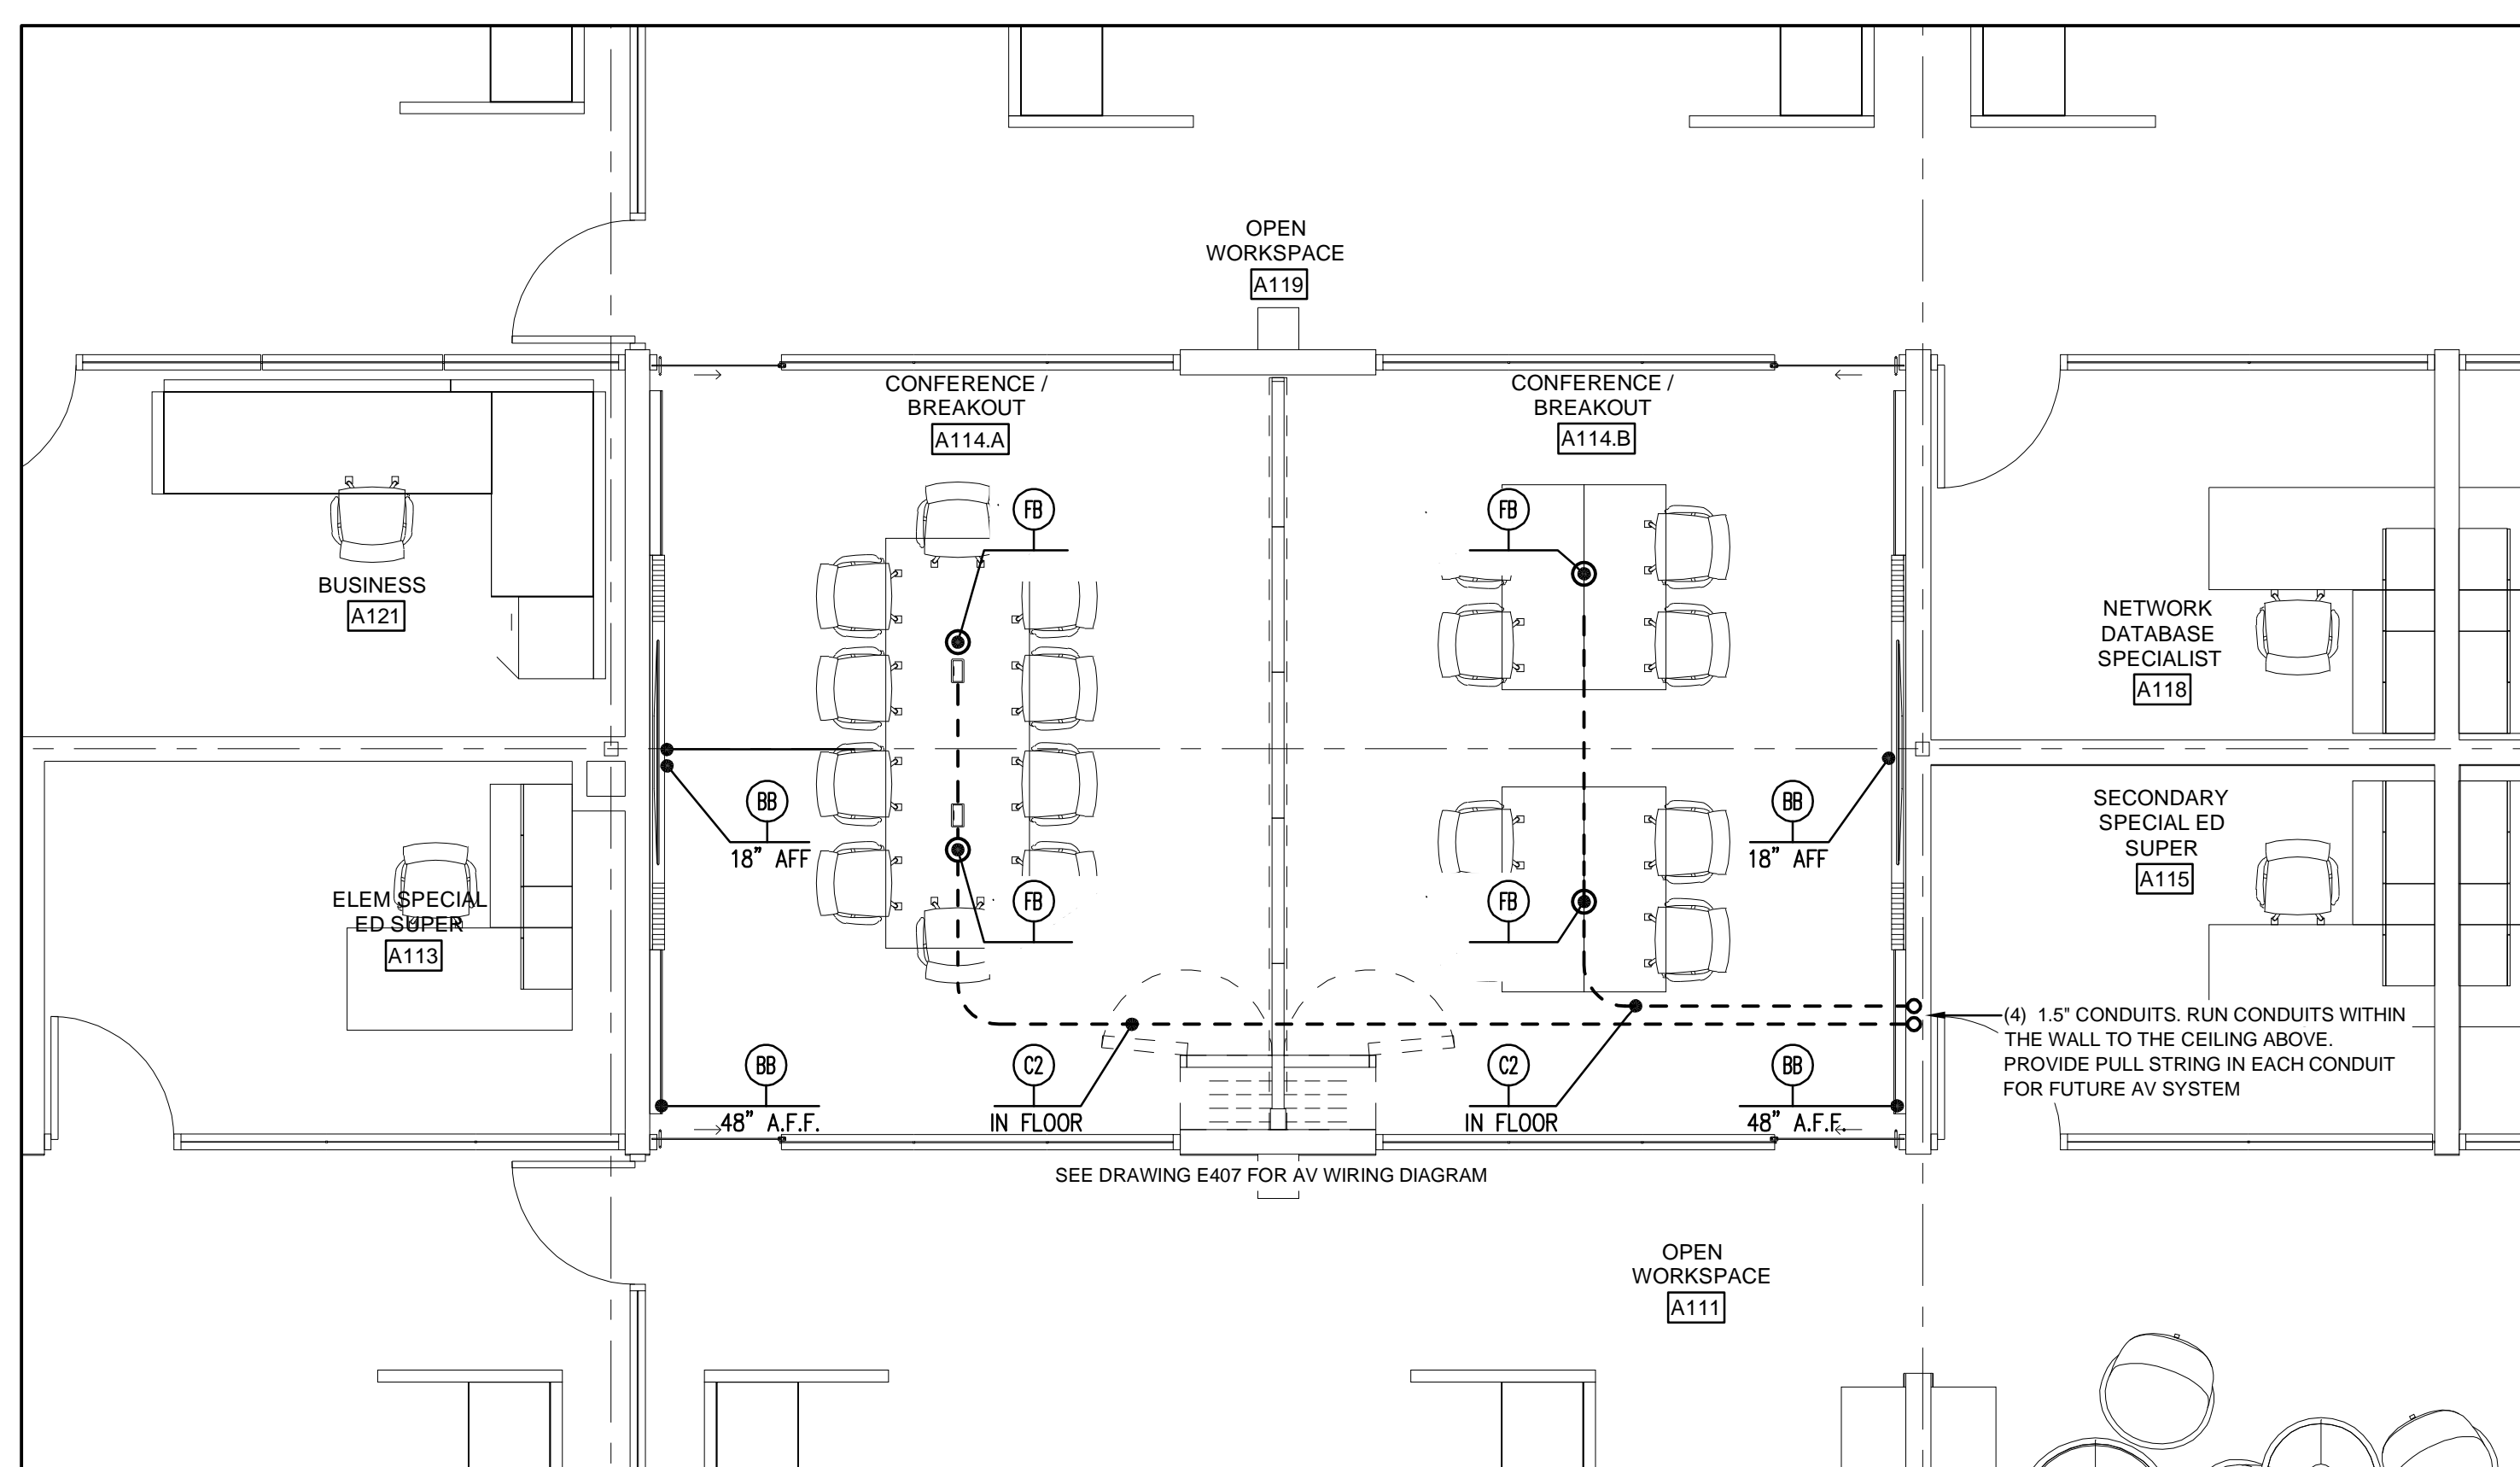 OPEN
WORKSPACE
A119
CONFERENCE /
BREAKOUT
A114.A
CONFERENCE /
BREAKOUT
A114.B
FB
FB
BUSINESS
A121
NETWORK
DATABASE
SPECIALIST
A118
BB
18" AFF
BB
18" AFF
SECONDARY
SPECIAL ED
SUPER
A115
ELEM SPECIAL
ED SUPER
A113
FB
FB
(4) 1.5" CONDUITS. RUN CONDUITS WITHIN
THE WALL TO THE CEILING ABOVE.
PROVIDE PULL STRING IN EACH CONDUIT
FOR FUTURE AV SYSTEM
BB
48" A.F.F.
C2
IN FLOOR
C2
IN FLOOR
BB
48" A.F.F.
SEE DRAWING E407 FOR AV WIRING DIAGRAM
OPEN
WORKSPACE
A111